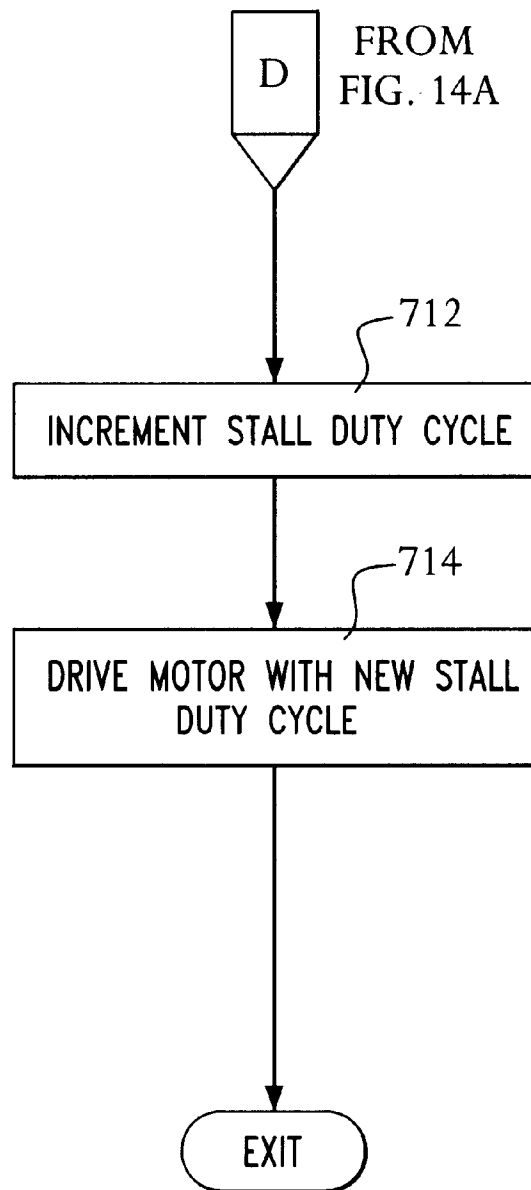 D
FROM
FIG. 14A
712
INCREMENT STALL DUTY CYCLE
714
DRIVE MOTOR WITH NEW STALL
DUTY CYCLE
EXIT